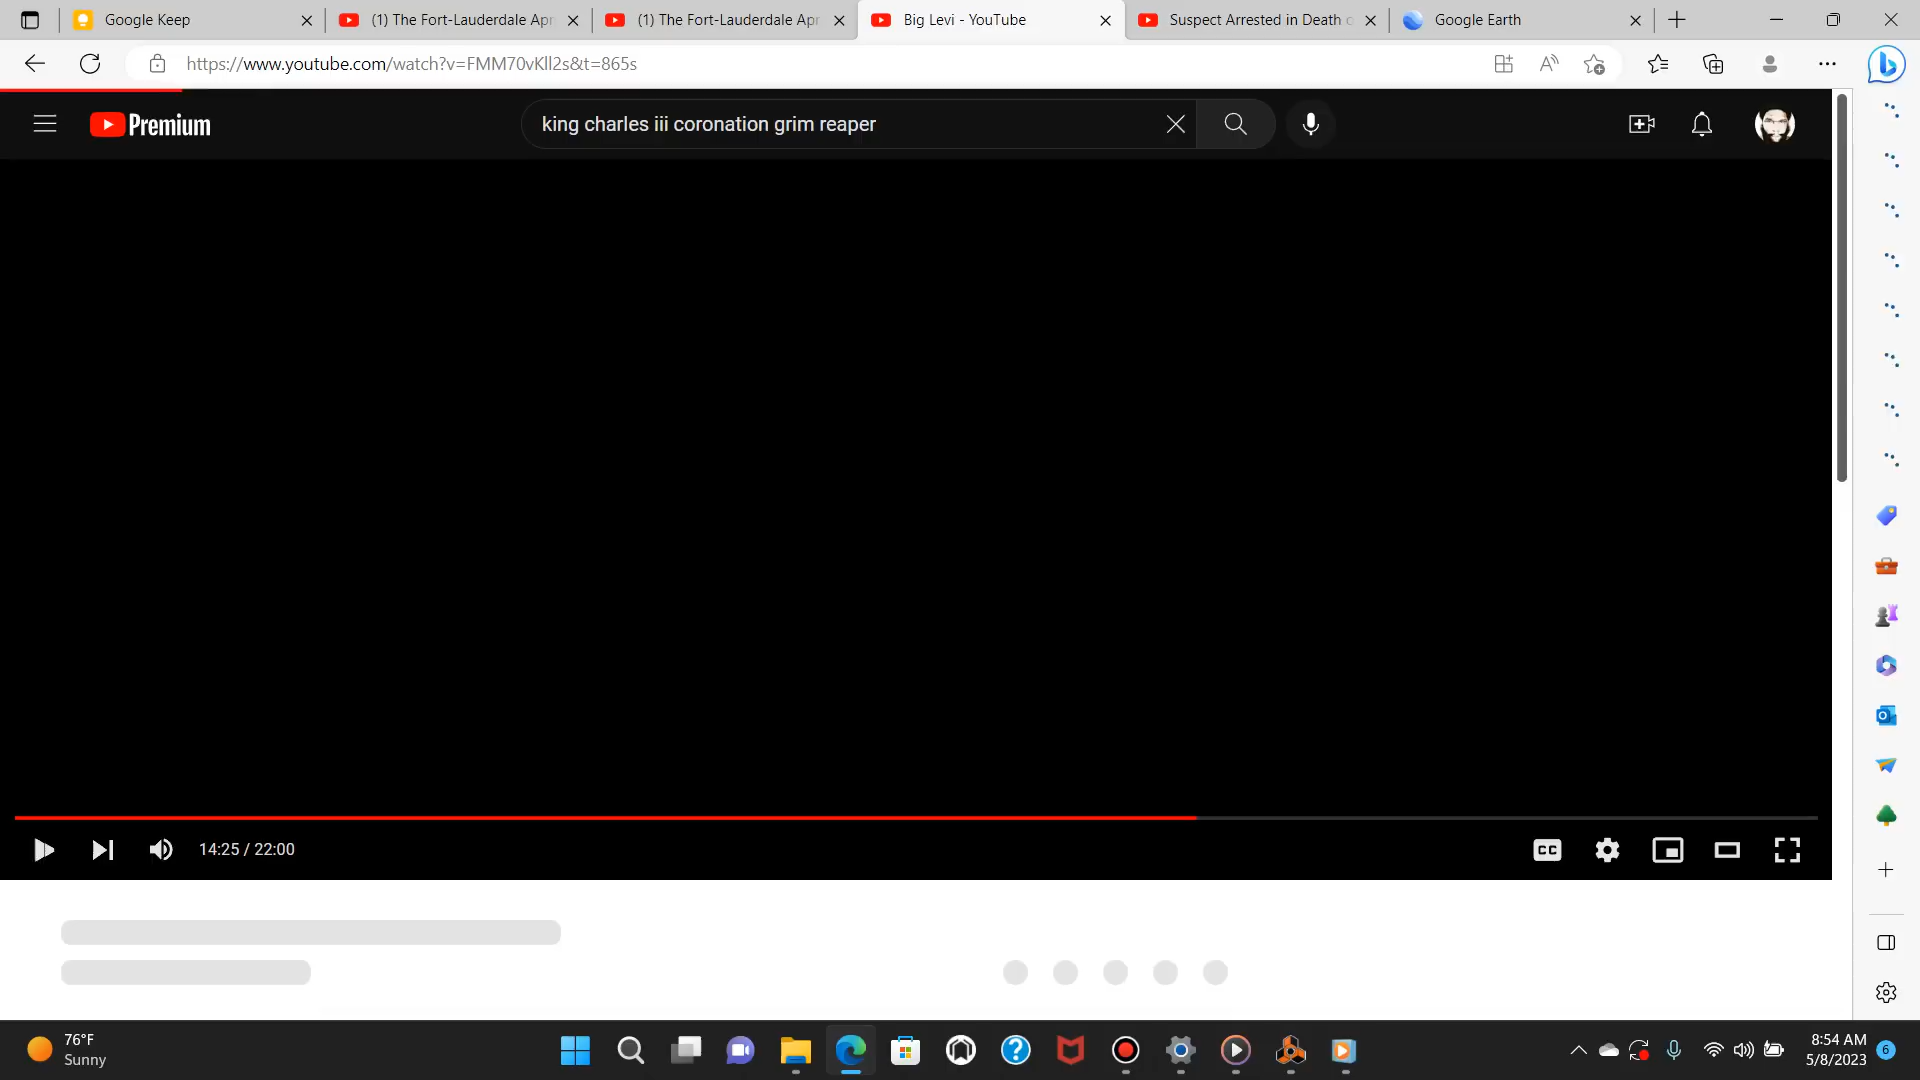 Google Keep
(1) The Fort-Lauderdale Apr
(1) The Fort-Lauderdale Apr
Big Levi - YouTube
Suspect Arrested in Death o
Google Earth
https://www.youtube.com/watch?v=FMM70vKll2s&t=865s
Premium
king charles iii coronation grim reaper
14:25 / 22:00
CC
76°F
Sunny
8:54 AM
5/8/2023
6